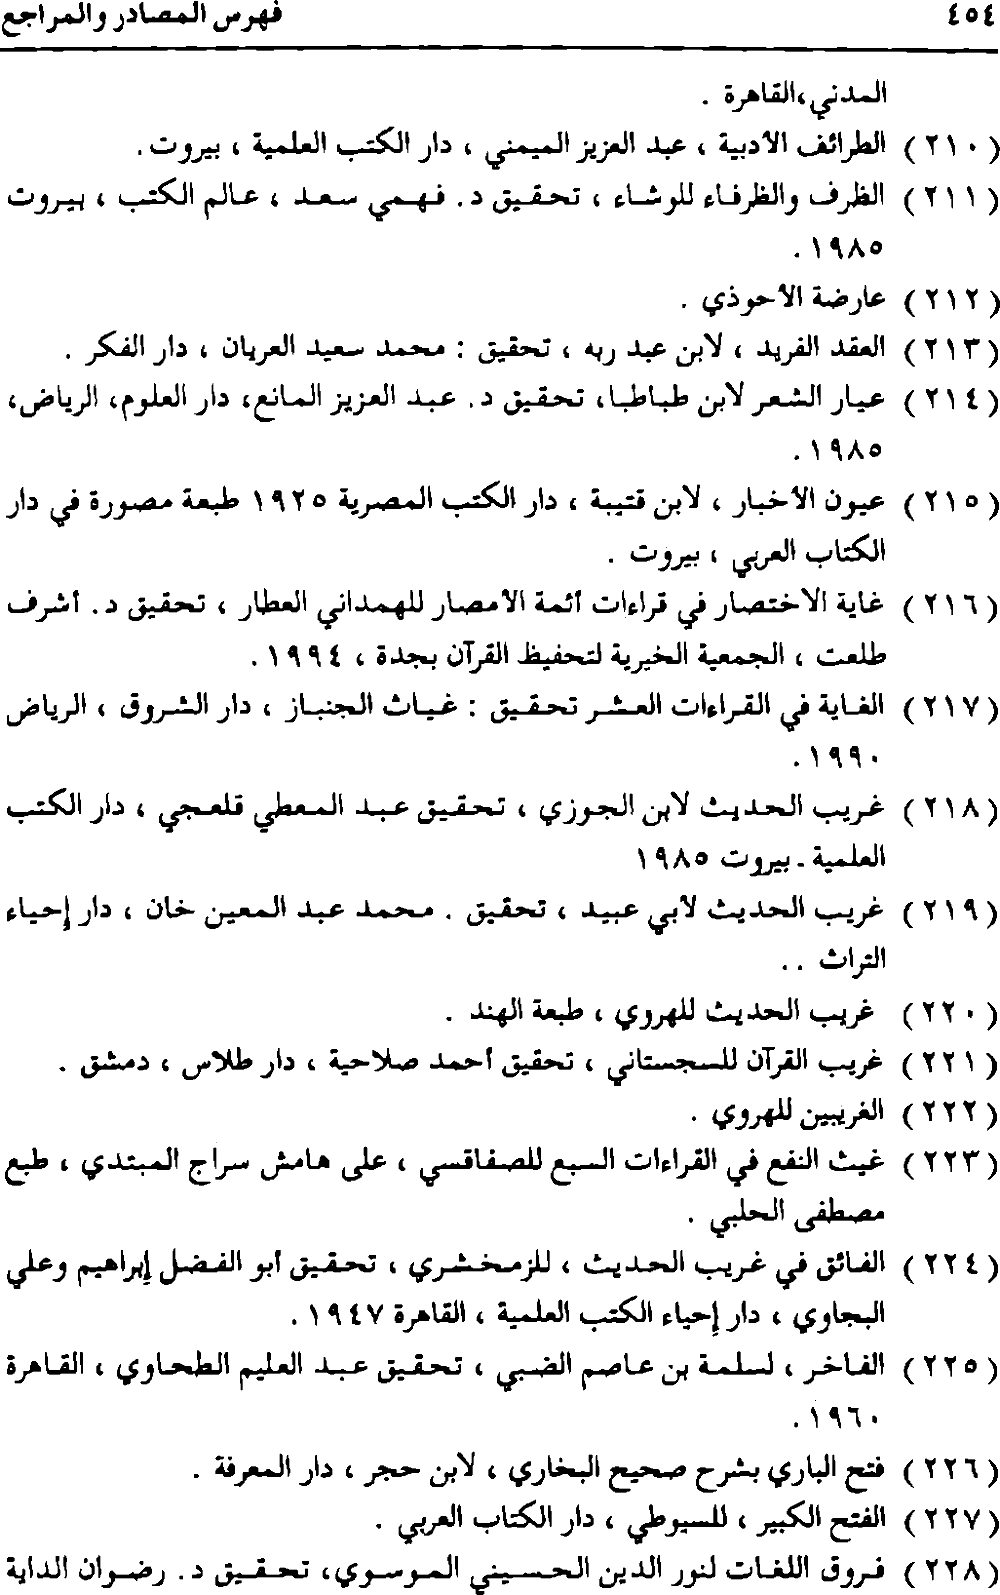 ٤٥٤ فهرس المصادر والمراجع
المدني،القاهرة .
(٢١٠) الطرائف الأدبية ، عبد العزيز الميمني ، دار الكتب العلمية ، بيروت.
(٢١١) الظرف والظرفاء للوشاء ، تحقيق د. فهمي سعد ، عالم الكتب ، بيروت
١٩٨٥.
(٢١٢) عارضة الأحوذي .
(٢١٣) العقد الفريد ، لابن عبد ربه ، تحقيق : محمد سعيد العريان ، دار الفكر .
(٢١٤) عيار الشعر لابن طباطبا، تحقيق د. عبد العزيز المانع، دار العلوم، الرياض،
١٩٨٥.
(٢١٥) عيون الأخبار ، لابن قتيبة ، دار الكتب المصرية ١٩٢٥ طبعة مصورة في دار
الكتاب العربي ، بيروت .
(٢١٦) غاية الاختصار في قراءات أئمة الأمصار للهمداني العطار ، تحقيق د. أشرف
طلعت ، الجمعية الخيرية لتحفيظ القرآن بجدة ، ١٩٩٤.
(٢١٧) الغاية في القراءات العشر تحقيق : غياث الجنباز ، دار الشروق ، الرياض
١٩٩٠.
(٢١٨) غريب الحديث لابن الجوزي ، تحقيق عبد المعطي قلعجي ، دار الكتب
العلمية ـ بيروت ١٩٨٥
(٢١٩) غريب الحديث لأبي عبيد ، تحقيق . محمد عبد المعين خان ، دار إحياء
التراث ..
(٢٢٠) غريب الحديث للهروي ، طبعة الهند .
(٢٢١) غريب القرآن للسجستاني ، تحقيق أحمد صلاحية ، دار طلاس ، دمشق .
(٢٢٢) الغريبين للهروي .
(٢٢٣) غيث النفع في القراءات السبع للصفاقسي ، على هامش سراج المبتدي ، طبع
مصطفى الحلبي .
(٢٢٤) الفائق في غريب الحديث ، للزمخشري ، تحقيق أبو الفضل إبراهيم وعلي
البجاوي ، دار إحياء الكتب العلمية ، القاهرة ١٩٤٧.
(٢٢٥) الفاخر ، لسلمة بن عاصم الضبي ، تحقيق عبد العليم الطحاوي ، القاهرة
١٩٦٠.
(٢٢٦) فتح الباري بشرح صحيح البخاري ، لابن حجر ، دار المعرفة .
(٢٢٧) الفتح الكبير ، للسيوطي ، دار الكتاب العربي .
(٢٢٨) فروق اللغات لنور الدين الحسيني الموسوي، تحقيق د. رضوان الداية